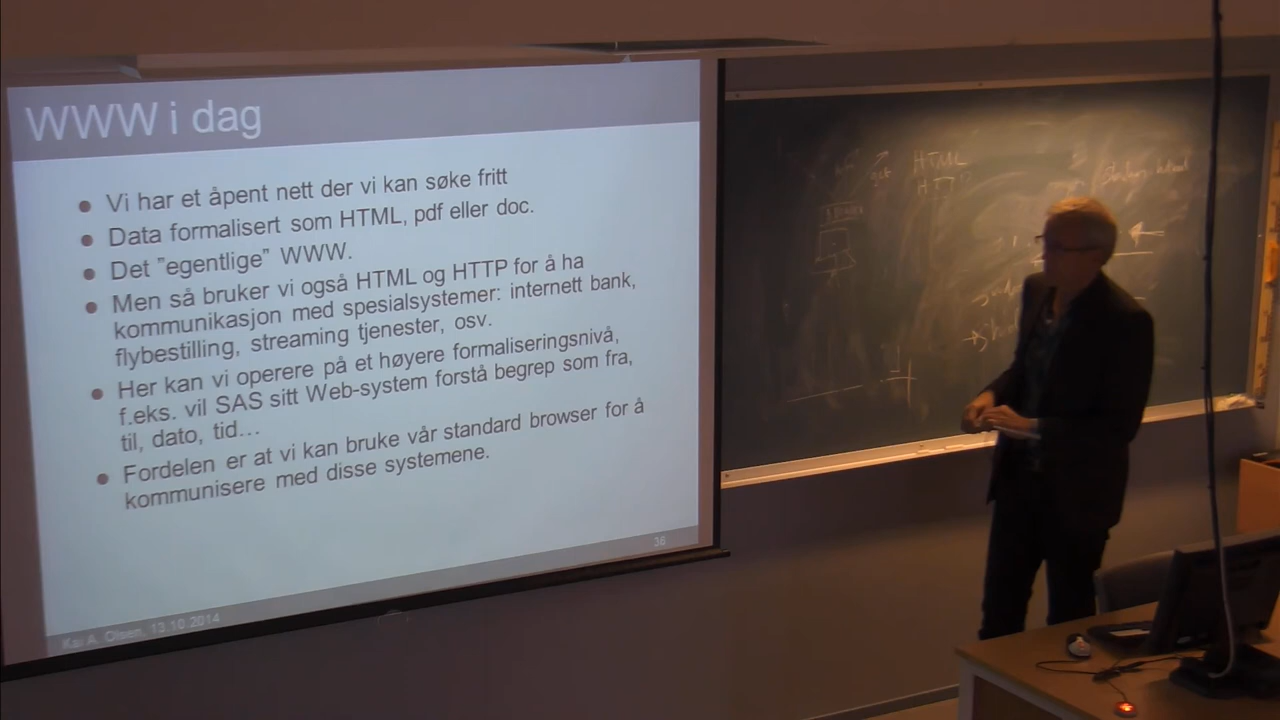 WWW i dag
Vi har et åpent nett der vi kan søke fritt
Data formalisert som HTML, pdf eller doc.
Det ”egentlige” WWW.
Men så bruker vi også HTML og HTTP for å ha
kommunikasjon med spesialsystemer: internett bank,
flybestilling, streaming tjenester, osv.
Her kan vi operere på et høyere formaliseringsnivå,
f.eks. vil SAS sitt Web-system forstå begrep som fra,
til, dato, tid…
Fordelen er at vi kan bruke vår standard browser for å
kommunisere med disse systemene.
36
Kai A. Olsen, 13.10.2014
get
HTML